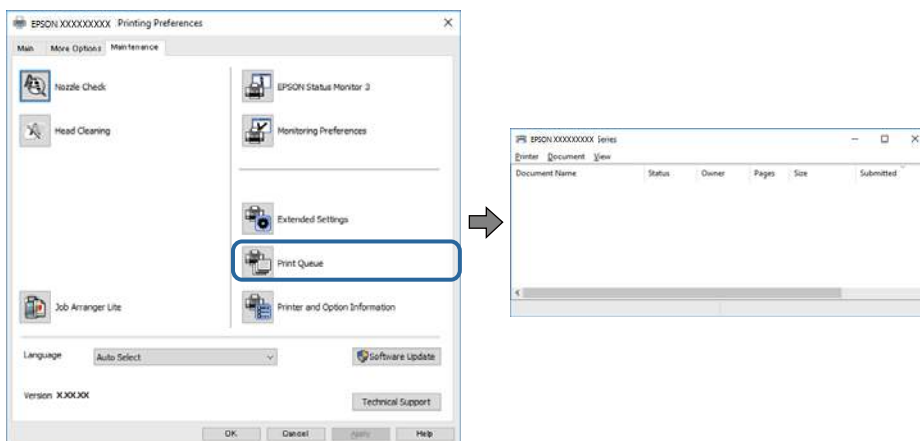 EPSON XXXXXXXXX Printing Preferences
Main More Options Maintenance
Nozzle Check
EPSON Status Monitor 3
Head Cleaning
Monitoring Preferences
Extended Settings
Print Queue
Job Arranger Lite
Printer and Option Information
Language Auto Select Software Update
Version X.XX.XX
Technical Support
OK Cancel Apply Help
EPSON XXXXXXXXXX Series
Printer Document View
Document Name Status Owner Pages Size Submitted